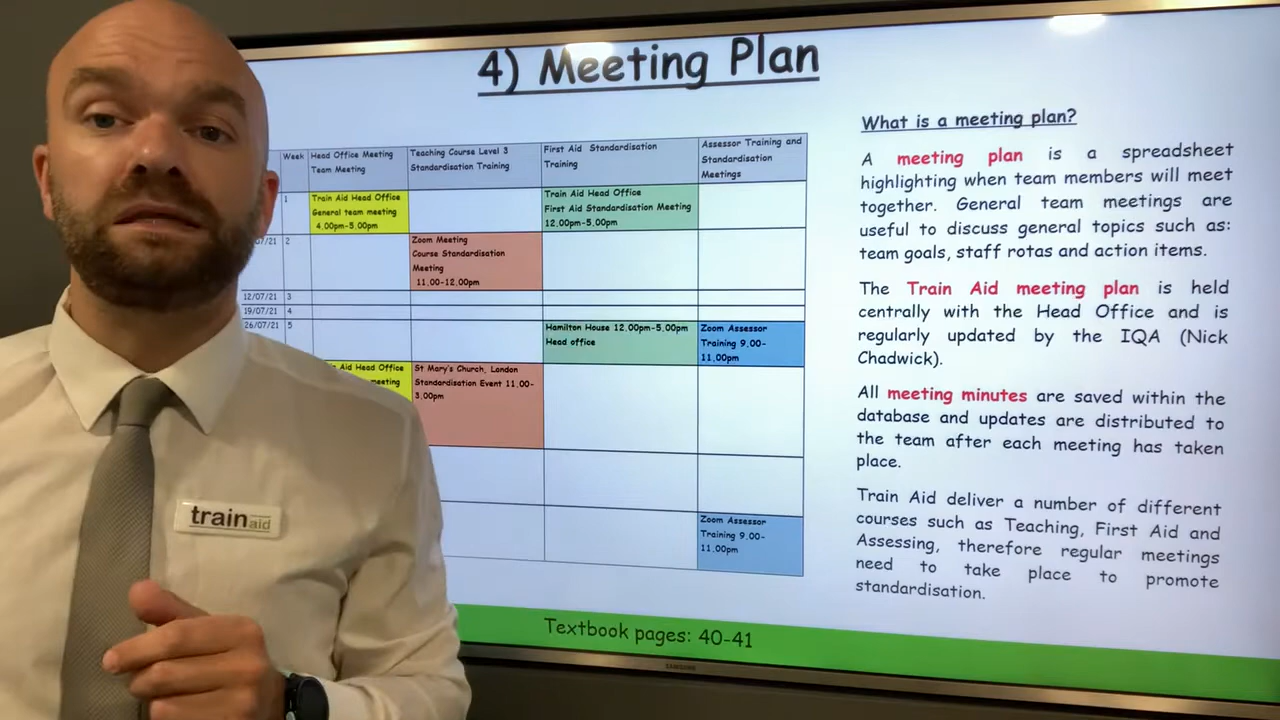 4) Meeting Plan
Week
Head Office Meeting
Team Meeting
Teaching Course Level 3
Standardisation Training
First Aid Standardisation
Training
Assessor Training and
Standardisation
Meetings
1
Train Aid Head Office
General team meeting
4.00pm-5.00pm
Train Aid Head Office
First Aid Standardisation Meeting
12.00pm-5.00pm
07/21
2
Zoom Meeting
Course Standardisation
Meeting
11.00-12.00pm
12/07/21
3
19/07/21
4
26/07/21
5
Hamilton House 12.00pm-5.00pm
Head office
Zoom Assessor
Training 9.00-
11.00pm
Aid Head Office
meeting
St Mary's Church, London
Standardisation Event 11.00-
3.00pm
Zoom Assessor
Training 9.00-
11.00pm
What is a meeting plan?
A meeting plan is a spreadsheet
highlighting when team members will meet
together. General team meetings are
useful to discuss general topics such as:
team goals, staff rotas and action items.
The Train Aid meeting plan is held
centrally with the Head Office and is
regularly updated by the IQA (Nick
Chadwick).
All meeting minutes are saved within the
database and updates are distributed to
the team after each meeting has taken
place.
Train Aid deliver a number of different
courses such as Teaching, First Aid and
Assessing, therefore regular meetings
need to take place to promote
standardisation.
Textbook pages: 40-41
SAMSUNG
trainaid